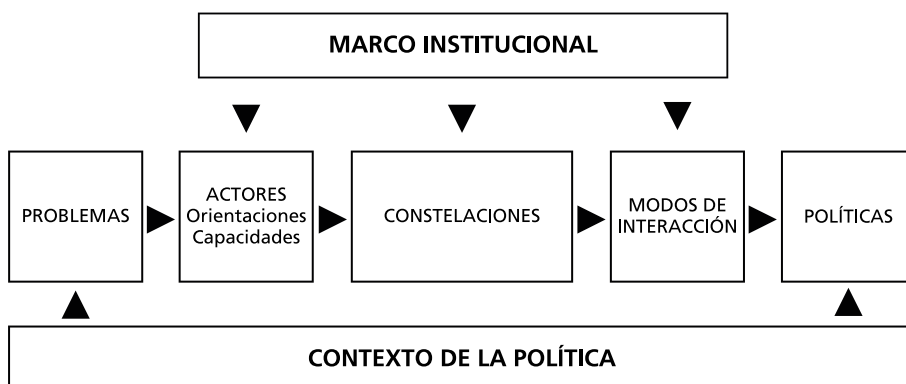 MARCO INSTITUCIONAL
PROBLEMAS
ACTORES
Orientaciones
Capacidades
CONSTELACIONES
MODOS DE
INTERACCIÓN
POLÍTICAS
CONTEXTO DE LA POLÍTICA